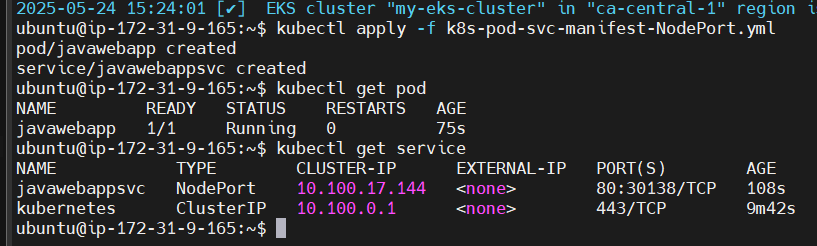 2025-05-24 15:24:01 [✔]  EKS cluster "my-eks-cluster" in "ca-central-1" region i
ubuntu@ip-172-31-9-165:~$ kubectl apply -f k8s-pod-svc-manifest-NodePort.yml
pod/javawebapp created
service/javawebappsvc created
ubuntu@ip-172-31-9-165:~$ kubectl get pod
NAME         READY   STATUS    RESTARTS   AGE
javawebapp   1/1     Running   0          75s
ubuntu@ip-172-31-9-165:~$ kubectl get service
NAME            TYPE        CLUSTER-IP      EXTERNAL-IP   PORT(S)        AGE
javawebappsvc   NodePort    10.100.17.144   <none>        80:30138/TCP   108s
kubernetes      ClusterIP   10.100.0.1      <none>        443/TCP        9m42s
ubuntu@ip-172-31-9-165:~$